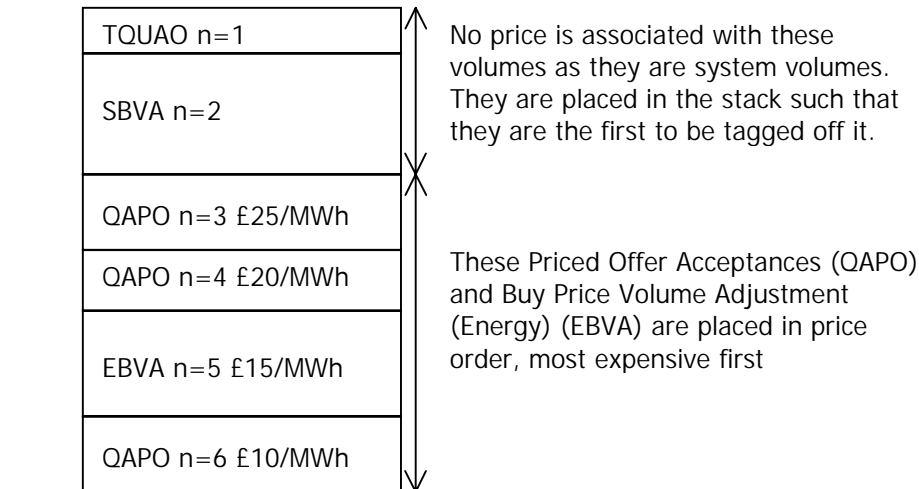 TQUAO n=1
SBVA n=2
QAPO n=3 £25/MWh
QAPO n=4 £20/MWh
EBVA n=5 £15/MWh
QAPO n=6 £10/MWh
No price is associated with these
volumes as they are system volumes.
They are placed in the stack such that
they are the first to be tagged off it.
These Priced Offer Acceptances (QAPO)
and Buy Price Volume Adjustment
(Energy) (EBVA) are placed in price
order, most expensive first